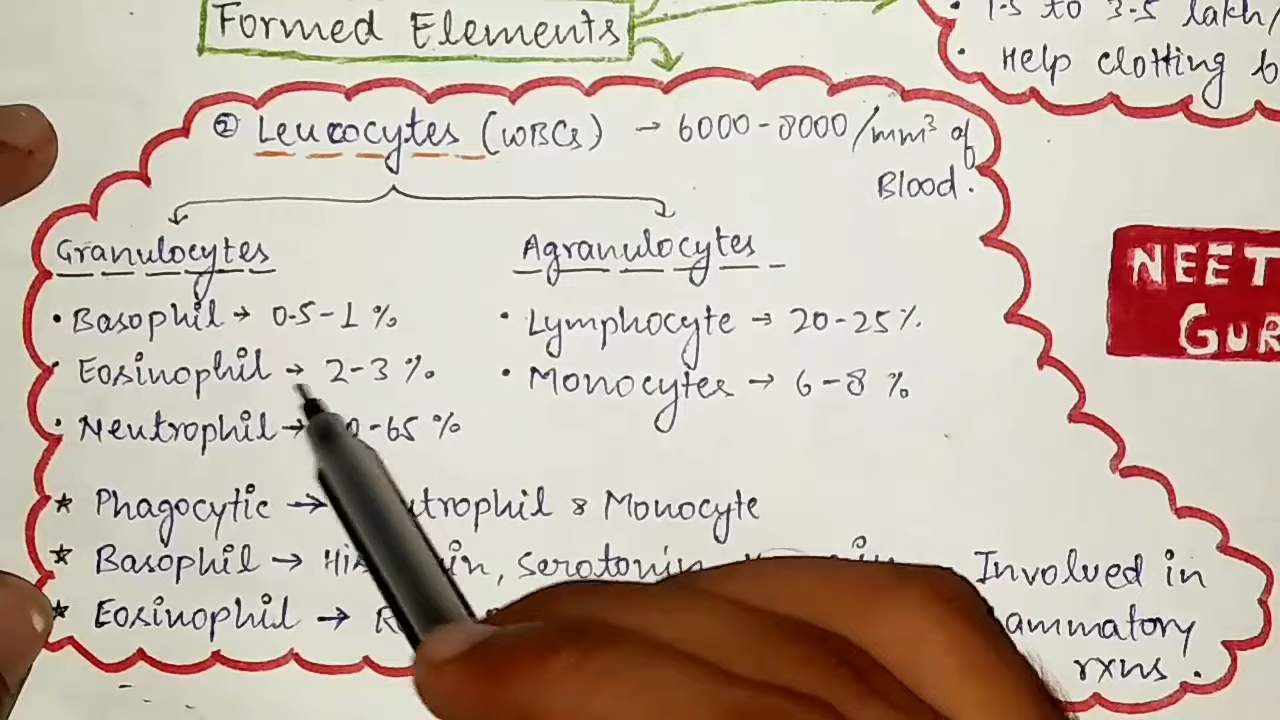 Formed Elements
1.5 to 3.5 lakh/
Help clotting
② Leucocytes (WBCs) → 6000-8000/mm³ of
Blood.
Granulocytes
Agranulocytes
• Basophil → 0.5-1 %
• Lymphocyte → 20-25%
• Eosinophil → 2-3 %
• Monocytes → 6-8 %
• Neutrophil → 0-65 %
NEET
GUR
★ Phagocytic → utrophil & Monocyte
★ Basophil → Hi in, Serotonin,
Involved in
★ Eosinophil → R
ammatory
rxns.